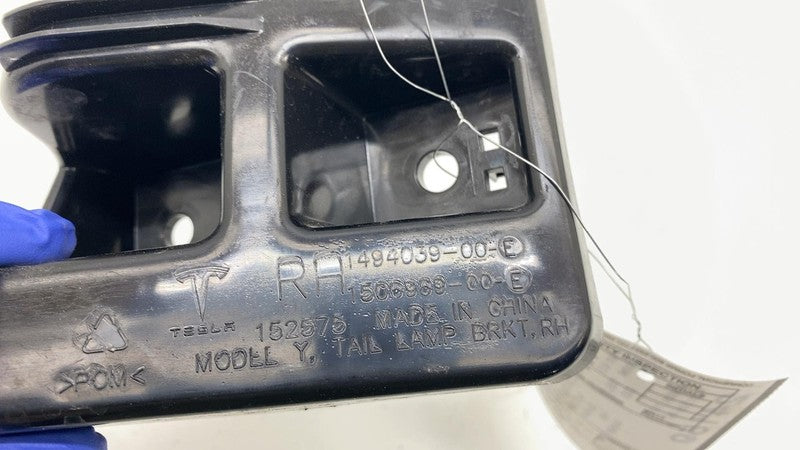 RH 1494039-00-E
1506969-00-E
TESLA 152575 MADE IN CHINA
MODEL Y, TAIL LAMP BRKT, RH
>POM<